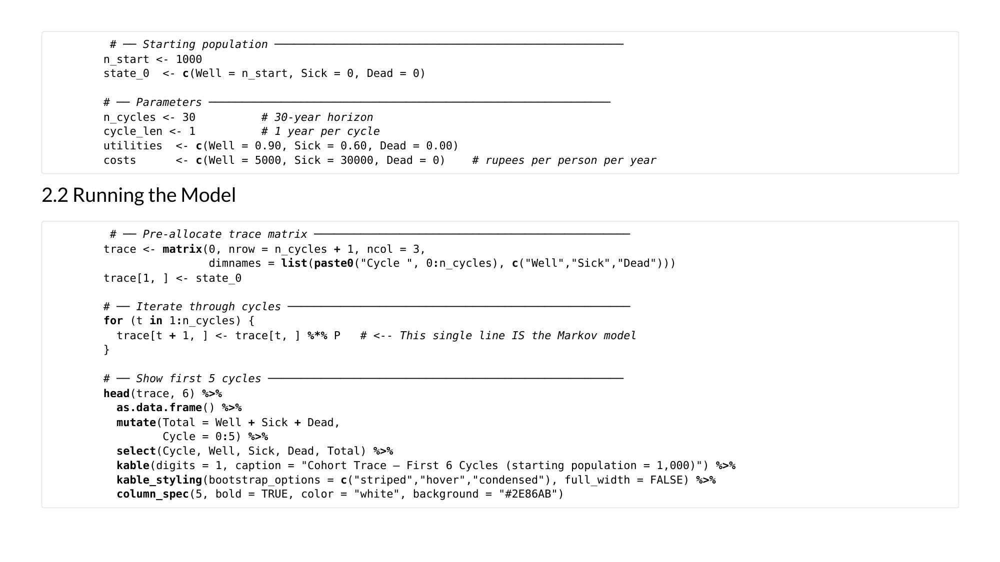 # ── Starting population ─────────────────────────────────────────────────────
n_start <- 1000
state_0  <- c(Well = n_start, Sick = 0, Dead = 0)
# ── Parameters ─────────────────────────────────────────────────────────────
n_cycles <- 30          # 30-year horizon
cycle_len <- 1          # 1 year per cycle
utilities  <- c(Well = 0.90, Sick = 0.60, Dead = 0.00)
costs      <- c(Well = 5000, Sick = 30000, Dead = 0)    # rupees per person per year
2.2 Running the Model
# ── Pre-allocate trace matrix ────────────────────────────────────────────────
trace <- matrix(0, nrow = n_cycles + 1, ncol = 3,
                dimnames = list(paste0("Cycle ", 0:n_cycles), c("Well","Sick","Dead")))
trace[1, ] <- state_0
# ── Iterate through cycles ────────────────────────────────────────────────────
for (t in 1:n_cycles) {
  trace[t + 1, ] <- trace[t, ] %*% P   # <-- This single line IS the Markov model
}
# ── Show first 5 cycles ──────────────────────────────────────────────────────
head(trace, 6) %>%
  as.data.frame() %>%
  mutate(Total = Well + Sick + Dead,
         Cycle = 0:5) %>%
  select(Cycle, Well, Sick, Dead, Total) %>%
  kable(digits = 1, caption = "Cohort Trace — First 6 Cycles (starting population = 1,000)") %>%
  kable_styling(bootstrap_options = c("striped","hover","condensed"), full_width = FALSE) %>%
  column_spec(5, bold = TRUE, color = "white", background = "#2E86AB")